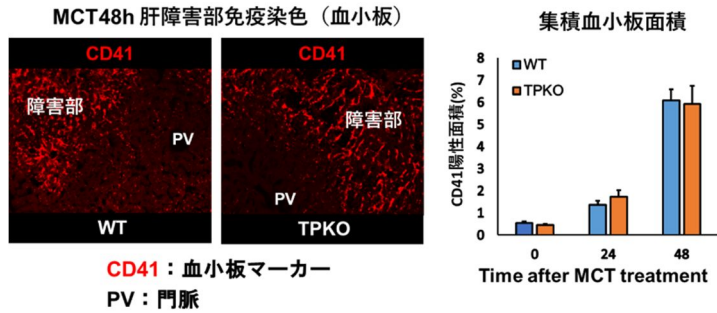 MCT48h 肝障害部免疫染色（血小板）
CD41
障害部
PV
WT
CD41
障害部
PV
TPKO
CD41：血小板マーカー
PV：門脈
集積血小板面積
CD41陽性面積(%)
8
7
6
5
4
3
2
1
0
WT
TPKO
0 24 48
Time after MCT treatment